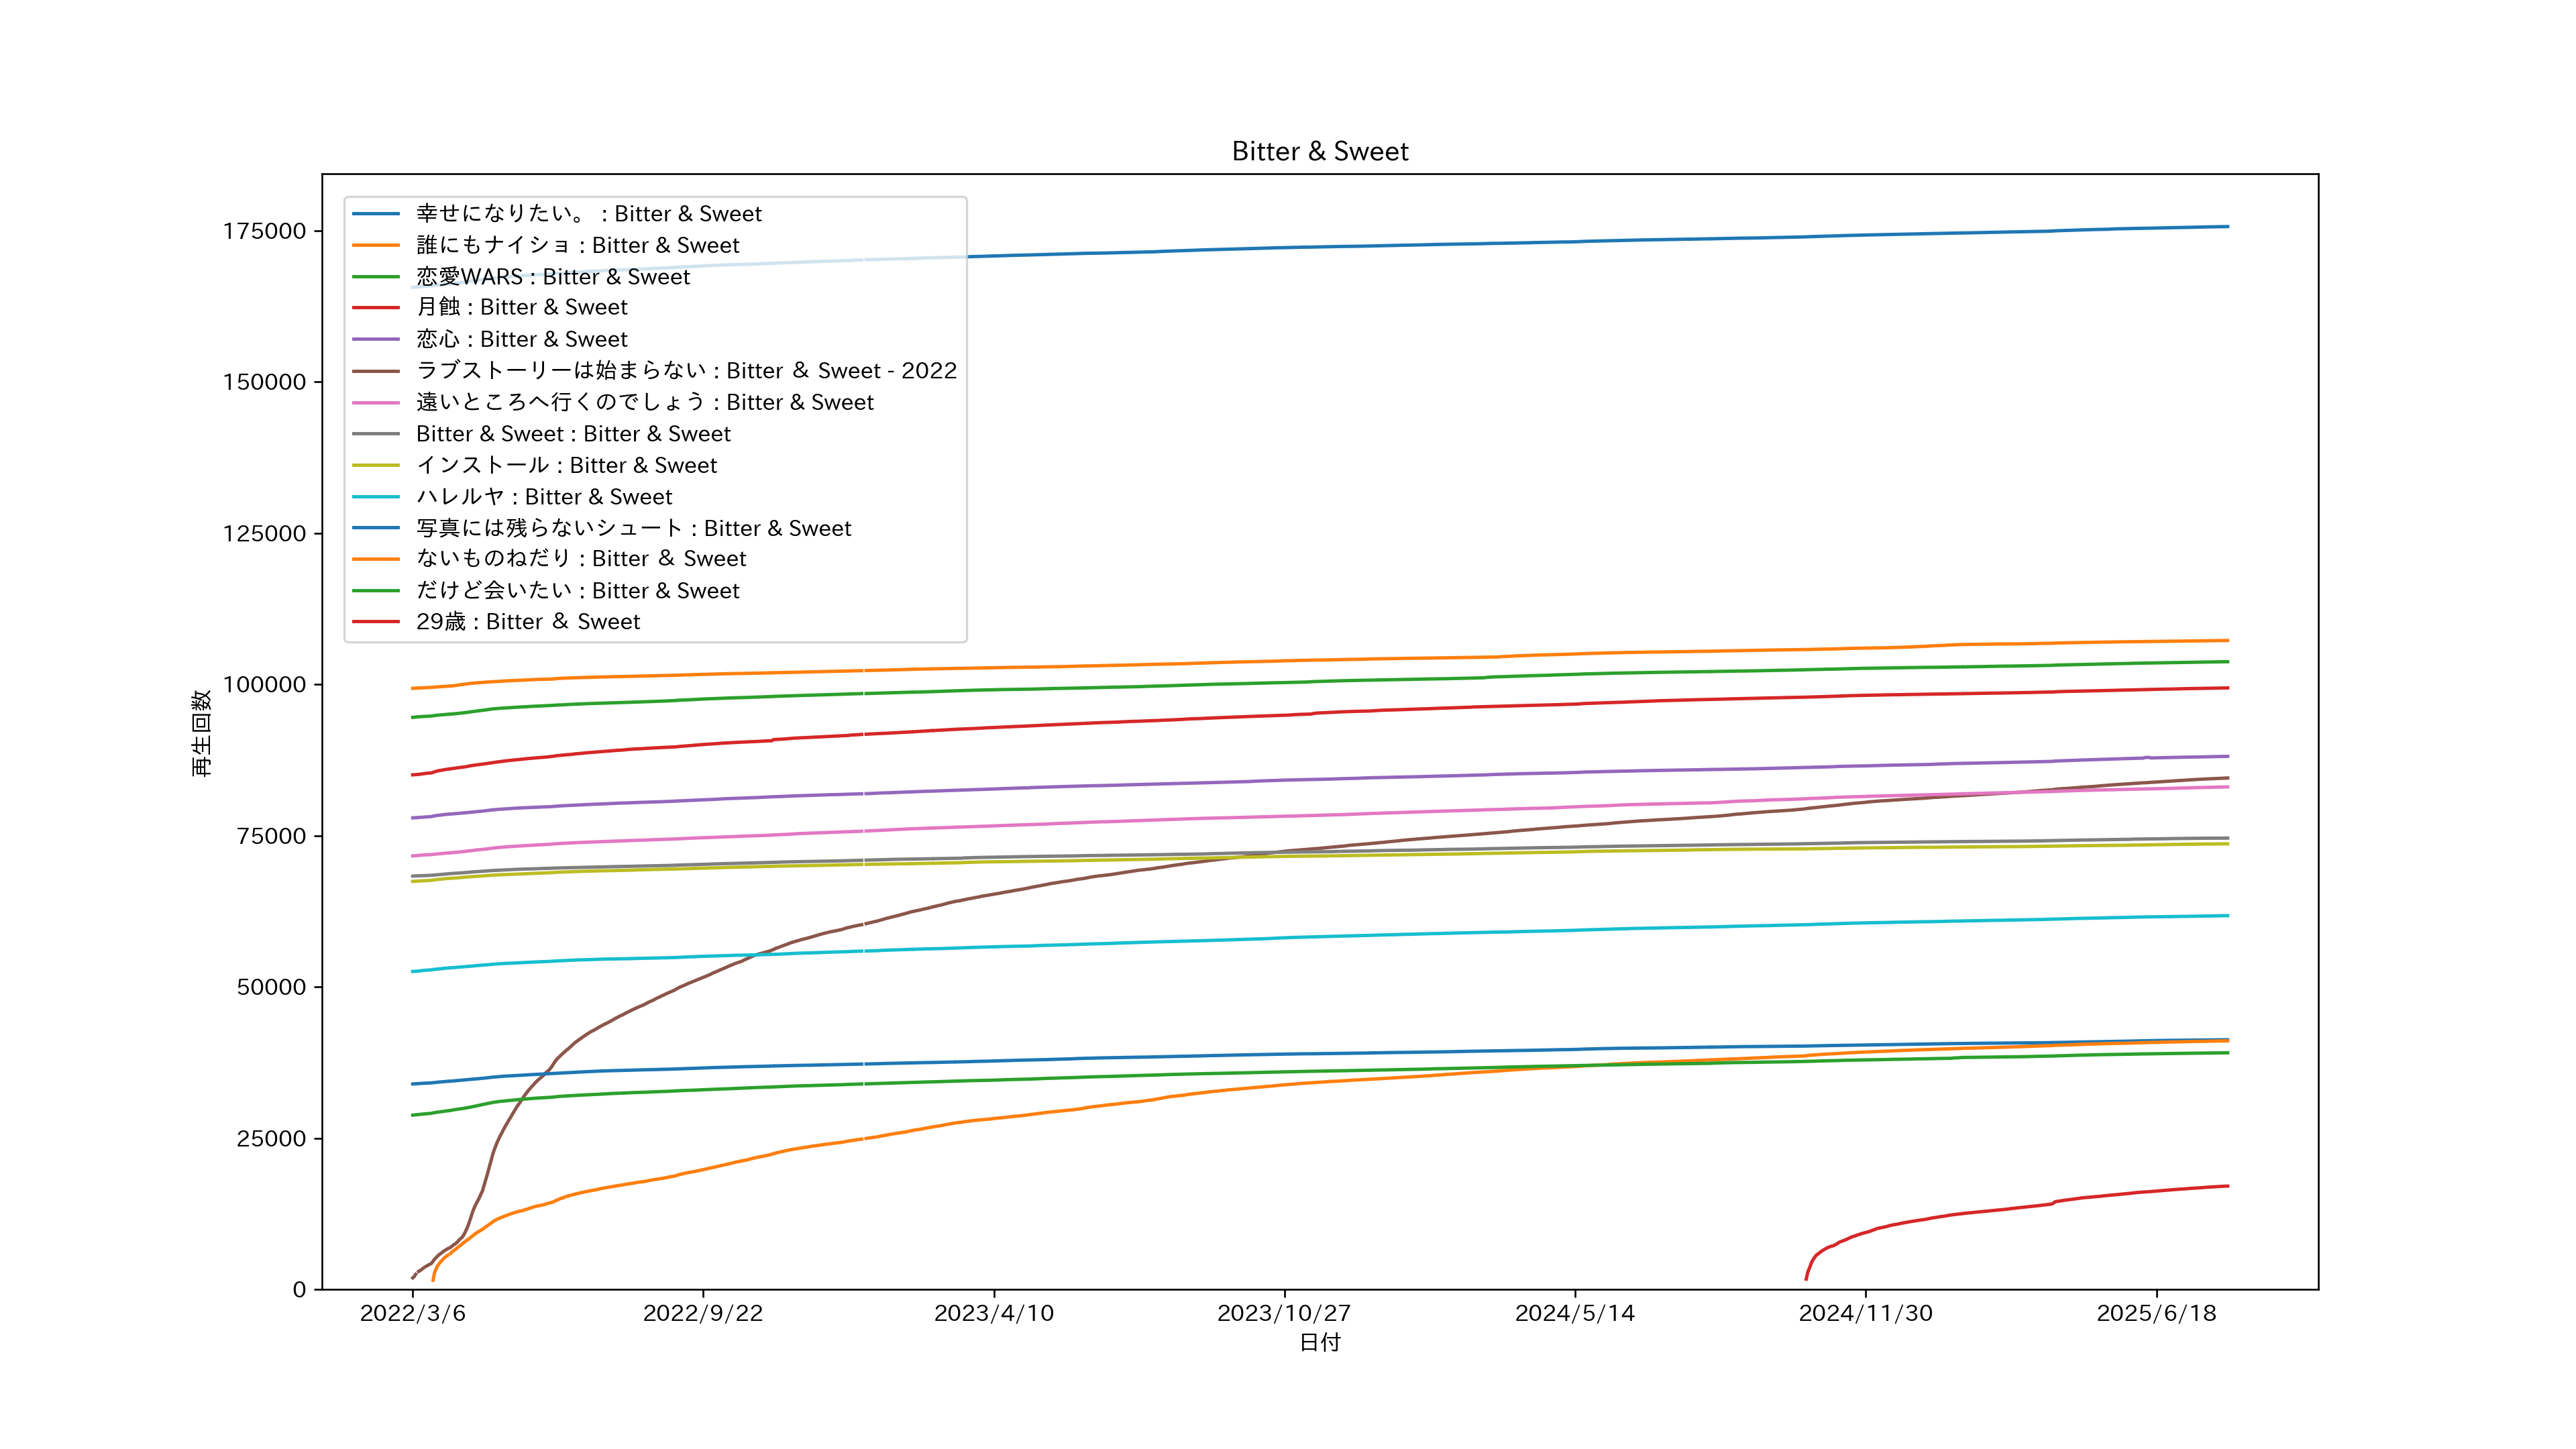 Bitter & Sweet
175000
150000
125000
100000
75000
50000
25000
0
再生回数
幸せになりたい。 : Bitter & Sweet
誰にもナイショ : Bitter & Sweet
恋愛WARS : Bitter & Sweet
月蝕 : Bitter & Sweet
恋心 : Bitter & Sweet
ラブストーリーは始まらない : Bitter ＆ Sweet - 2022
遠いところへ行くのでしょう : Bitter & Sweet
Bitter & Sweet : Bitter & Sweet
インストール : Bitter & Sweet
ハレルヤ : Bitter & Sweet
写真には残らないシュート : Bitter & Sweet
ないものねだり : Bitter ＆ Sweet
だけど会いたい : Bitter & Sweet
29歳 : Bitter ＆ Sweet
2022/3/6 2022/9/22 2023/4/10 2023/10/27 2024/5/14 2024/11/30 2025/6/18
日付